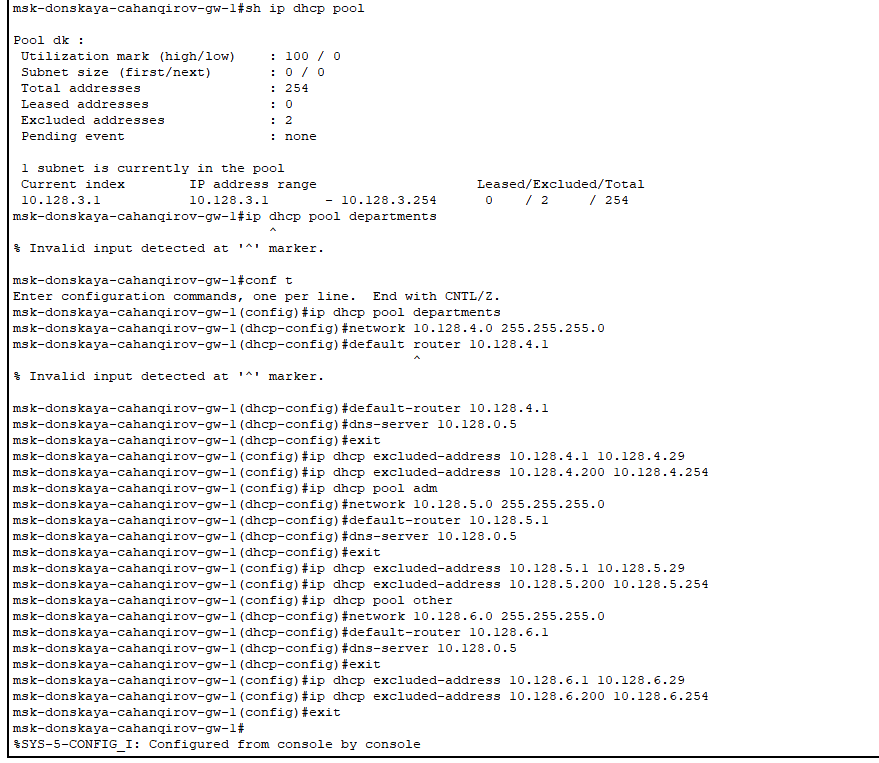 msk-donskaya-cahanqirov-gw-1#sh ip dhcp pool
Pool dk :
Utilization mark (high/low) : 100 / 0
Subnet size (first/next) : 0 / 0
Total addresses : 254
Leased addresses : 0
Excluded addresses : 2
Pending event : none
1 subnet is currently in the pool
Current index IP address range Leased/Excluded/Total
10.128.3.1 10.128.3.1 - 10.128.3.254 0 / 2 / 254
msk-donskaya-cahanqirov-gw-1#ip dhcp pool departments
^
% Invalid input detected at '^' marker.
msk-donskaya-cahanqirov-gw-1#conf t
Enter configuration commands, one per line. End with CNTL/Z.
msk-donskaya-cahanqirov-gw-1(config)#ip dhcp pool departments
msk-donskaya-cahanqirov-gw-1(dhcp-config)#network 10.128.4.0 255.255.255.0
msk-donskaya-cahanqirov-gw-1(dhcp-config)#default router 10.128.4.1
^
% Invalid input detected at '^' marker.
msk-donskaya-cahanqirov-gw-1(dhcp-config)#default-router 10.128.4.1
msk-donskaya-cahanqirov-gw-1(dhcp-config)#dns-server 10.128.0.5
msk-donskaya-cahanqirov-gw-1(dhcp-config)#exit
msk-donskaya-cahanqirov-gw-1(config)#ip dhcp excluded-address 10.128.4.1 10.128.4.29
msk-donskaya-cahanqirov-gw-1(config)#ip dhcp excluded-address 10.128.4.200 10.128.4.254
msk-donskaya-cahanqirov-gw-1(config)#ip dhcp pool adm
msk-donskaya-cahanqirov-gw-1(dhcp-config)#network 10.128.5.0 255.255.255.0
msk-donskaya-cahanqirov-gw-1(dhcp-config)#default-router 10.128.5.1
msk-donskaya-cahanqirov-gw-1(dhcp-config)#dns-server 10.128.0.5
msk-donskaya-cahanqirov-gw-1(dhcp-config)#exit
msk-donskaya-cahanqirov-gw-1(config)#ip dhcp excluded-address 10.128.5.1 10.128.5.29
msk-donskaya-cahanqirov-gw-1(config)#ip dhcp excluded-address 10.128.5.200 10.128.5.254
msk-donskaya-cahanqirov-gw-1(config)#ip dhcp pool other
msk-donskaya-cahanqirov-gw-1(dhcp-config)#network 10.128.6.0 255.255.255.0
msk-donskaya-cahanqirov-gw-1(dhcp-config)#default-router 10.128.6.1
msk-donskaya-cahanqirov-gw-1(dhcp-config)#dns-server 10.128.0.5
msk-donskaya-cahanqirov-gw-1(dhcp-config)#exit
msk-donskaya-cahanqirov-gw-1(config)#ip dhcp excluded-address 10.128.6.1 10.128.6.29
msk-donskaya-cahanqirov-gw-1(config)#ip dhcp excluded-address 10.128.6.200 10.128.6.254
msk-donskaya-cahanqirov-gw-1(config)#exit
msk-donskaya-cahanqirov-gw-1#
%SYS-5-CONFIG_I: Configured from console by console